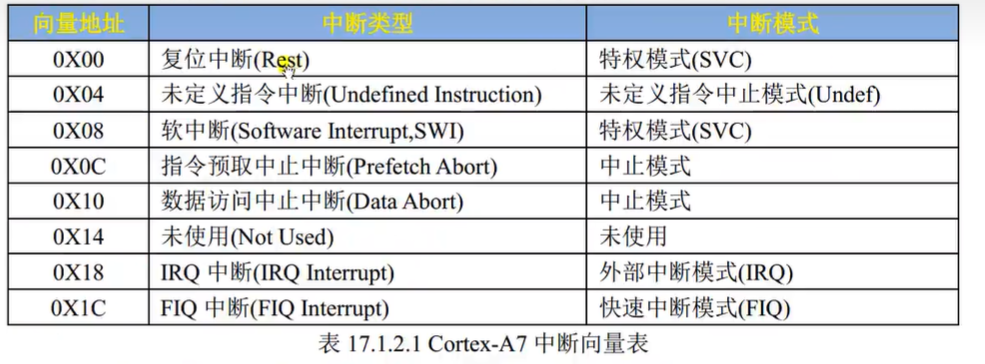 向量地址 中断类型 中断模式
0X00 复位中断(Rest) 特权模式(SVC)
0X04 未定义指令中断(Undefined Instruction) 未定义指令中止模式(Undef)
0X08 软中断(Software Interrupt,SWI) 特权模式(SVC)
0X0C 指令预取中止中断(Prefetch Abort) 中止模式
0X10 数据访问中止中断(Data Abort) 中止模式
0X14 未使用(Not Used) 未使用
0X18 IRQ 中断(IRQ Interrupt) 外部中断模式(IRQ)
0X1C FIQ 中断(FIQ Interrupt) 快速中断模式(FIQ)
表 17.1.2.1 Cortex-A7 中断向量表